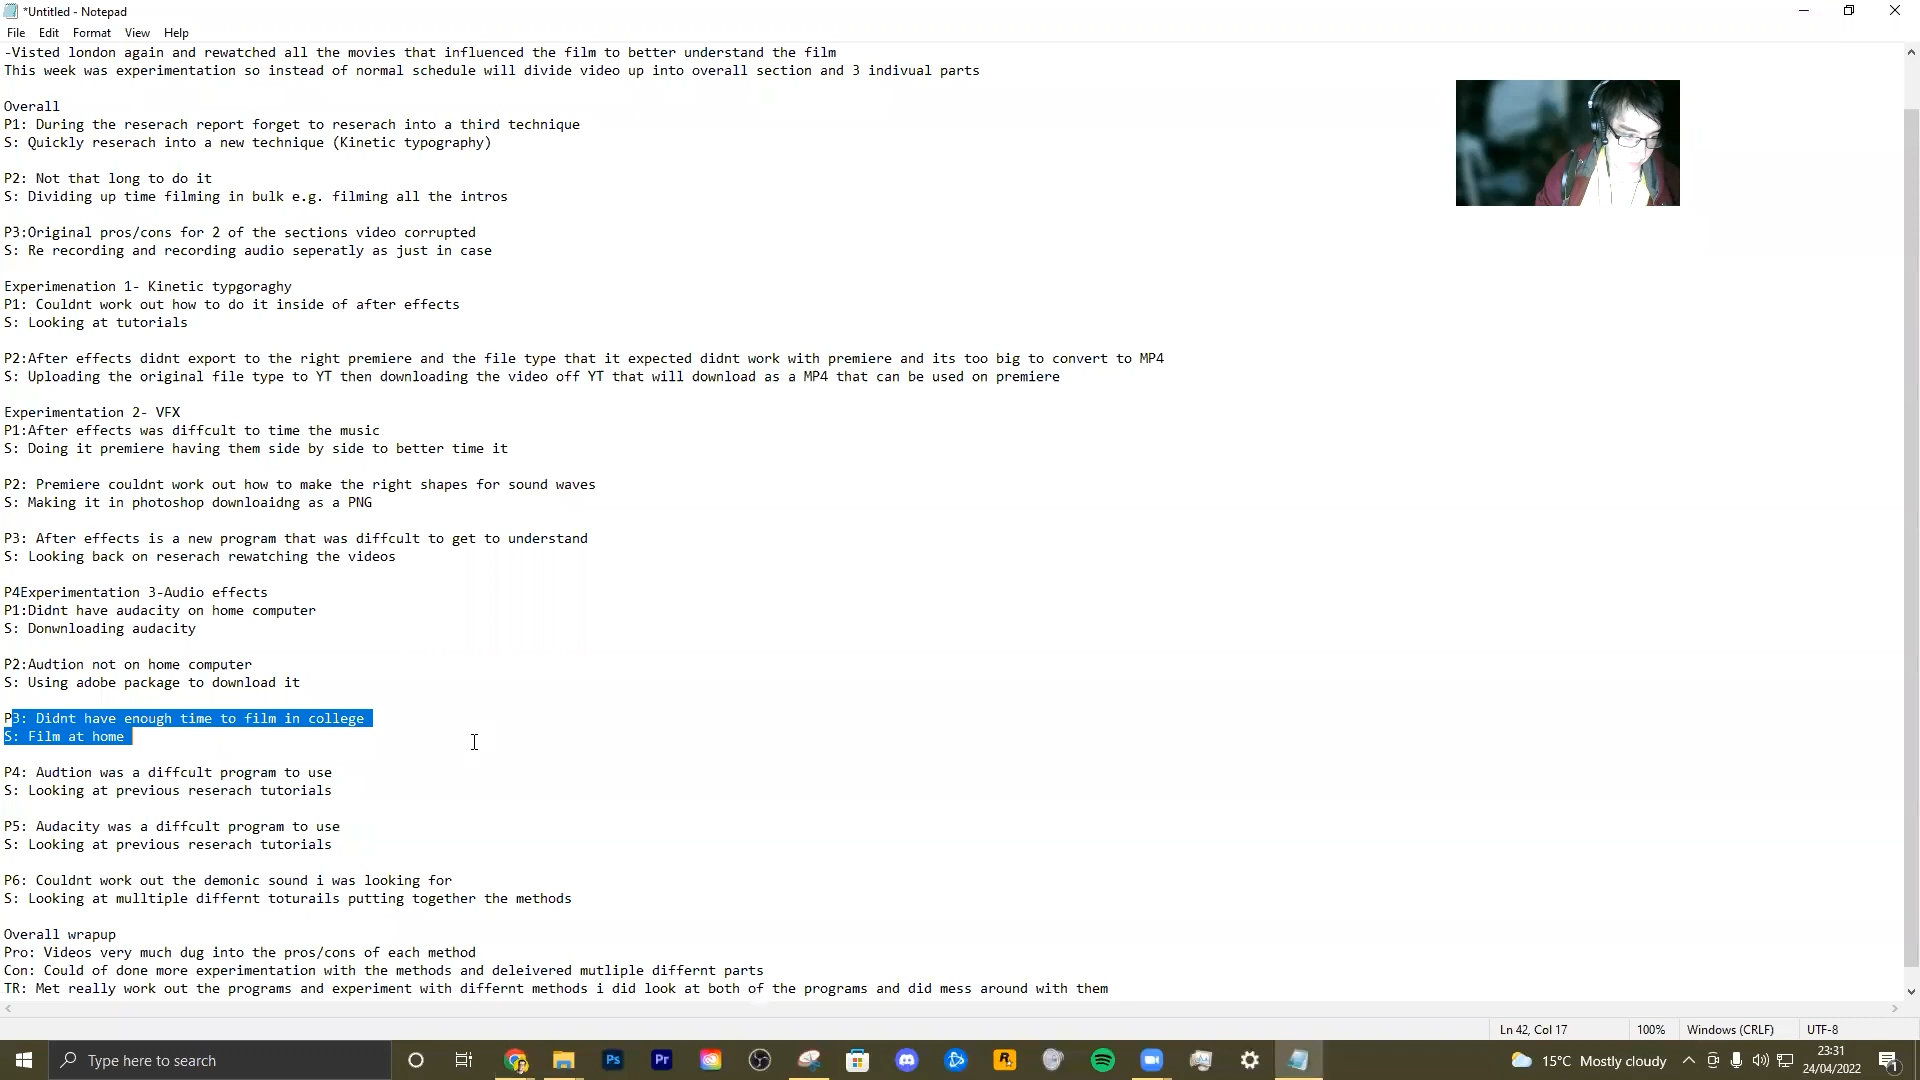 *Untitled - Notepad
File Edit Format View Help
-Visted london again and rewatched all the movies that influenced the film to better understand the film
This week was experimentation so instead of normal schedule will divide video up into overall section and 3 indivual parts
Overall
P1: During the reserach report forget to reserach into a third technique
S: Quickly reserach into a new technique (Kinetic typography)
P2: Not that long to do it
S: Dividing up time filming in bulk e.g. filming all the intros
P3:Original pros/cons for 2 of the sections video corrupted
S: Re recording and recording audio seperatly as just in case
Experimenation 1- Kinetic typgoraghy
P1: Couldnt work out how to do it inside of after effects
S: Looking at tutorials
P2:After effects didnt export to the right premiere and the file type that it expected didnt work with premiere and its too big to convert to MP4
S: Uploading the original file type to YT then downloading the video off YT that will download as a MP4 that can be used on premiere
Experimentation 2- VFX
P1:After effects was diffcult to time the music
S: Doing it premiere having them side by side to better time it
P2: Premiere couldnt work out how to make the right shapes for sound waves
S: Making it in photoshop downloaidng as a PNG
P3: After effects is a new program that was diffcult to get to understand
S: Looking back on reserach rewatching the videos
P4Experimentation 3-Audio effects
P1:Didnt have audacity on home computer
S: Donwnloading audacity
P2:Audtion not on home computer
S: Using adobe package to download it
P3: Didnt have enough time to film in college
S: Film at home
P4: Audtion was a diffcult program to use
S: Looking at previous reserach tutorials
P5: Audacity was a diffcult program to use
S: Looking at previous reserach tutorials
P6: Couldnt work out the demonic sound i was looking for
S: Looking at mulltiple differnt toturails putting together the methods
Overall wrapup
Pro: Videos very much dug into the pros/cons of each method
Con: Could of done more experimentation with the methods and deleivered mutliple differnt parts
TR: Met really work out the programs and experiment with differnt methods i did look at both of the programs and did mess around with them
Ln 42, Col 17 100% Windows (CRLF) UTF-8
Type here to search
Ps
Pr
R
15°C Mostly cloudy
23:31
24/04/2022
1